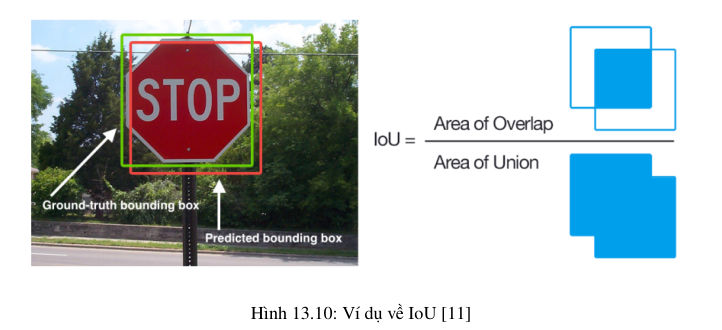 STOP
Ground-truth bounding box
Predicted bounding box
IoU =
Area of Overlap
Area of Union
Hình 13.10: Ví dụ về IoU [11]